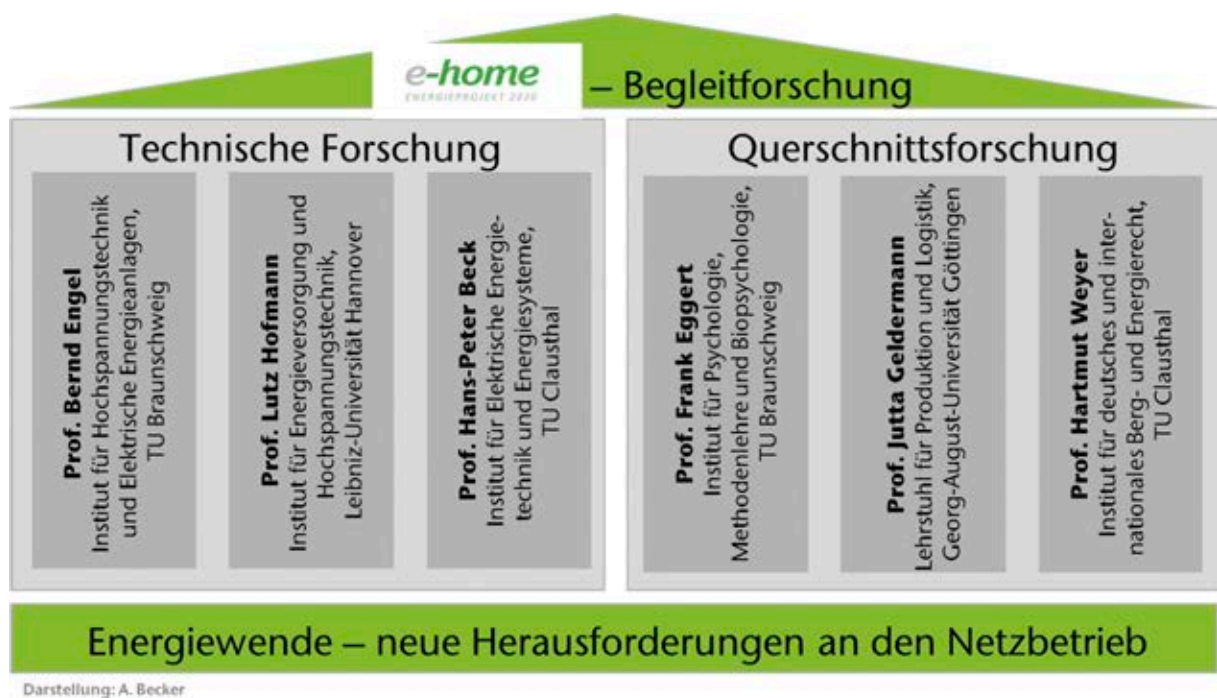 e-home
ENERGIEPROJEKT 2020
– Begleitforschung
Technische Forschung
Prof. Bernd Engel
Institut für Hochspannungstechnik
und Elektrische Energieanlagen,
TU Braunschweig
Prof. Lutz Hofmann
Institut für Energieversorgung und
Hochspannungstechnik,
Leibniz-Universität Hannover
Prof. Hans-Peter Beck
Institut für Elektrische Energie-
technik und Energiesysteme,
TU Clausthal
Querschnittsforschung
Prof. Frank Eggert
Institut für Psychologie,
Methodenlehre und Biopsychologie,
TU Braunschweig
Prof. Jutta Geldermann
Lehrstuhl für Produktion und Logistik,
Georg-August-Universität Göttingen
Prof. Hartmut Weyer
Institut für deutsches und inter-
nationales Berg- und Energierecht,
TU Clausthal
Energiewende – neue Herausforderungen an den Netzbetrieb
Darstellung: A. Becker